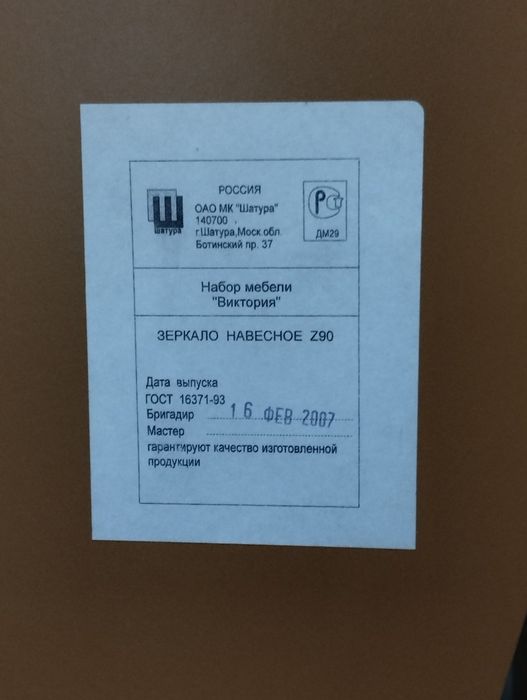 РОССИЯ
Ш
шатура
ОАО МК "Шатура"
140700
г.Шатура,Моск.обл.
Ботинский пр. 37
РСТ
ДМ29
Набор мебели
"Виктория"
ЗЕРКАЛО НАВЕСНОЕ Z90
Дата выпуска
ГОСТ 16371-93
Бригадир 16 ФЕВ 2007
Мастер
гарантируют качество изготовленной
продукции